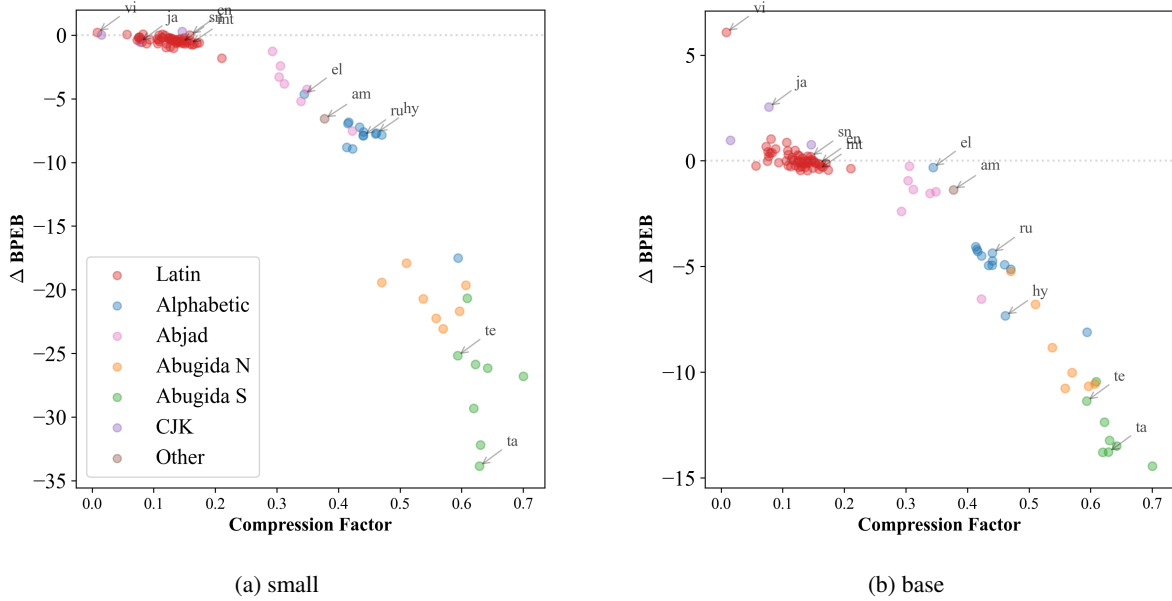 vi
ja
sn
en
mt
el
am
ru
hy
te
ta
0
−5
−10
−15
−20
−25
−30
−35
Δ BPEB
Latin
Alphabetic
Abjad
Abugida N
Abugida S
CJK
Other
0.0 0.1 0.2 0.3 0.4 0.5 0.6 0.7
Compression Factor
(a) small
vi
ja
sn
en
mt
el
am
ru
hy
te
ta
5
0
−5
−10
−15
Δ BPEB
0.0 0.1 0.2 0.3 0.4 0.5 0.6 0.7
Compression Factor
(b) base